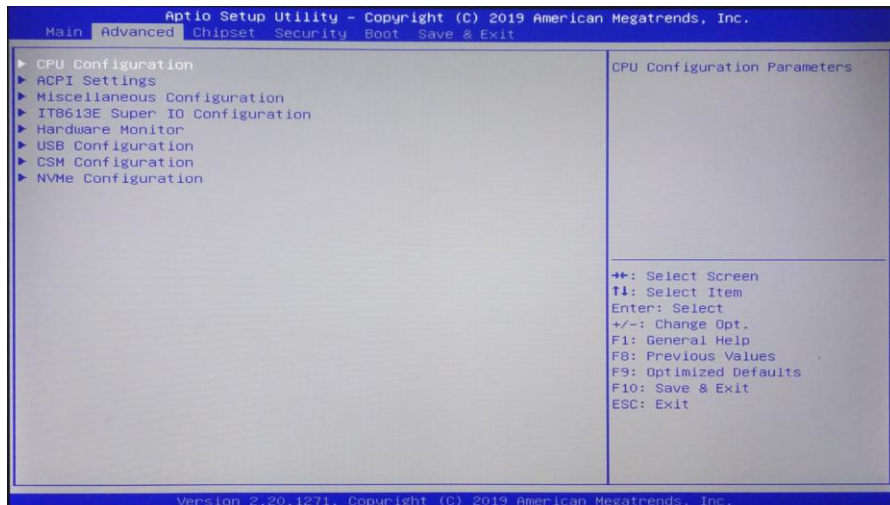 Aptio Setup Utility – Copyright (C) 2019 American Megatrends, Inc.
Main Advanced Chipset Security Boot Save & Exit
► CPU Configuration
► ACPI Settings
► Miscellaneous Configuration
► IT8613E Super IO Configuration
► Hardware Monitor
► USB Configuration
► CSM Configuration
► NVMe Configuration
CPU Configuration Parameters
→←: Select Screen
↑↓: Select Item
Enter: Select
+/-: Change Opt.
F1: General Help
F8: Previous Values
F9: Optimized Defaults
F10: Save & Exit
ESC: Exit
Version 2.20.1271. Copyright (C) 2019 American Megatrends, Inc.